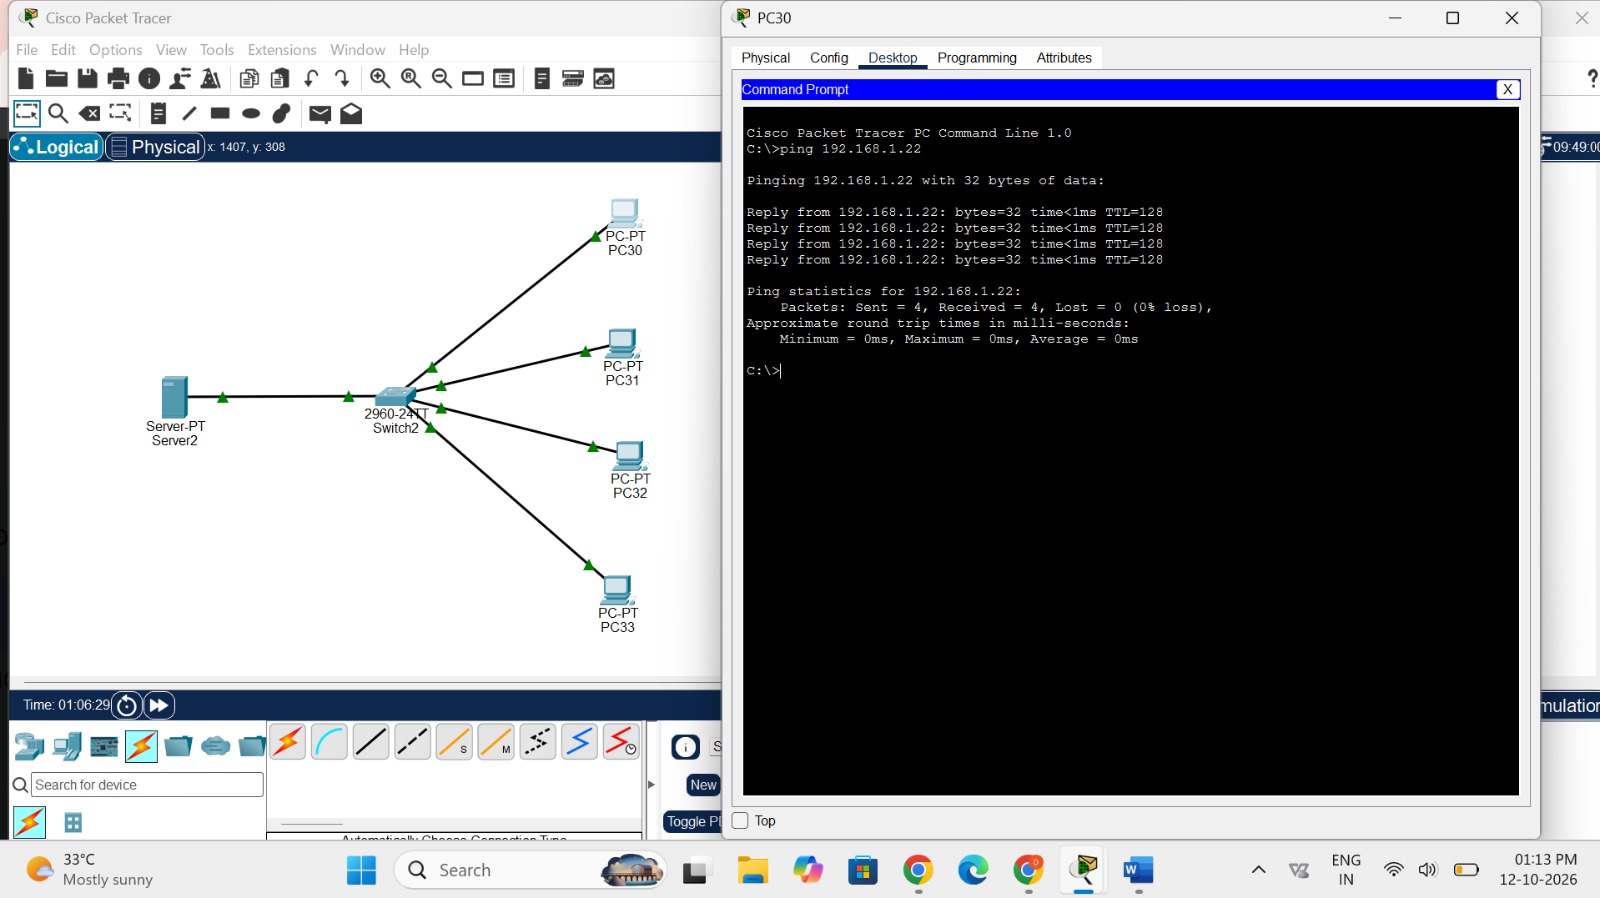 Cisco Packet Tracer
File Edit Options View Tools Extensions Window Help
Logical Physical x: 1407, y: 308
PC-PT
PC30
PC-PT
PC31
Server-PT
Server2
2960-24TT
Switch2
PC-PT
PC32
PC-PT
PC33
Time: 01:06:29
S M
Search for device
New
PC30
Physical Config Desktop Programming Attributes
Command Prompt X
Cisco Packet Tracer PC Command Line 1.0
C:\>ping 192.168.1.22
Pinging 192.168.1.22 with 32 bytes of data:
Reply from 192.168.1.22: bytes=32 time<1ms TTL=128
Reply from 192.168.1.22: bytes=32 time<1ms TTL=128
Reply from 192.168.1.22: bytes=32 time<1ms TTL=128
Reply from 192.168.1.22: bytes=32 time<1ms TTL=128
Ping statistics for 192.168.1.22:
Packets: Sent = 4, Received = 4, Lost = 0 (0% loss),
Approximate round trip times in milli-seconds:
Minimum = 0ms, Maximum = 0ms, Average = 0ms
C:\>
Top
09:49:00
33°C
Mostly sunny
Search
ENG
IN
01:13 PM
12-10-2026